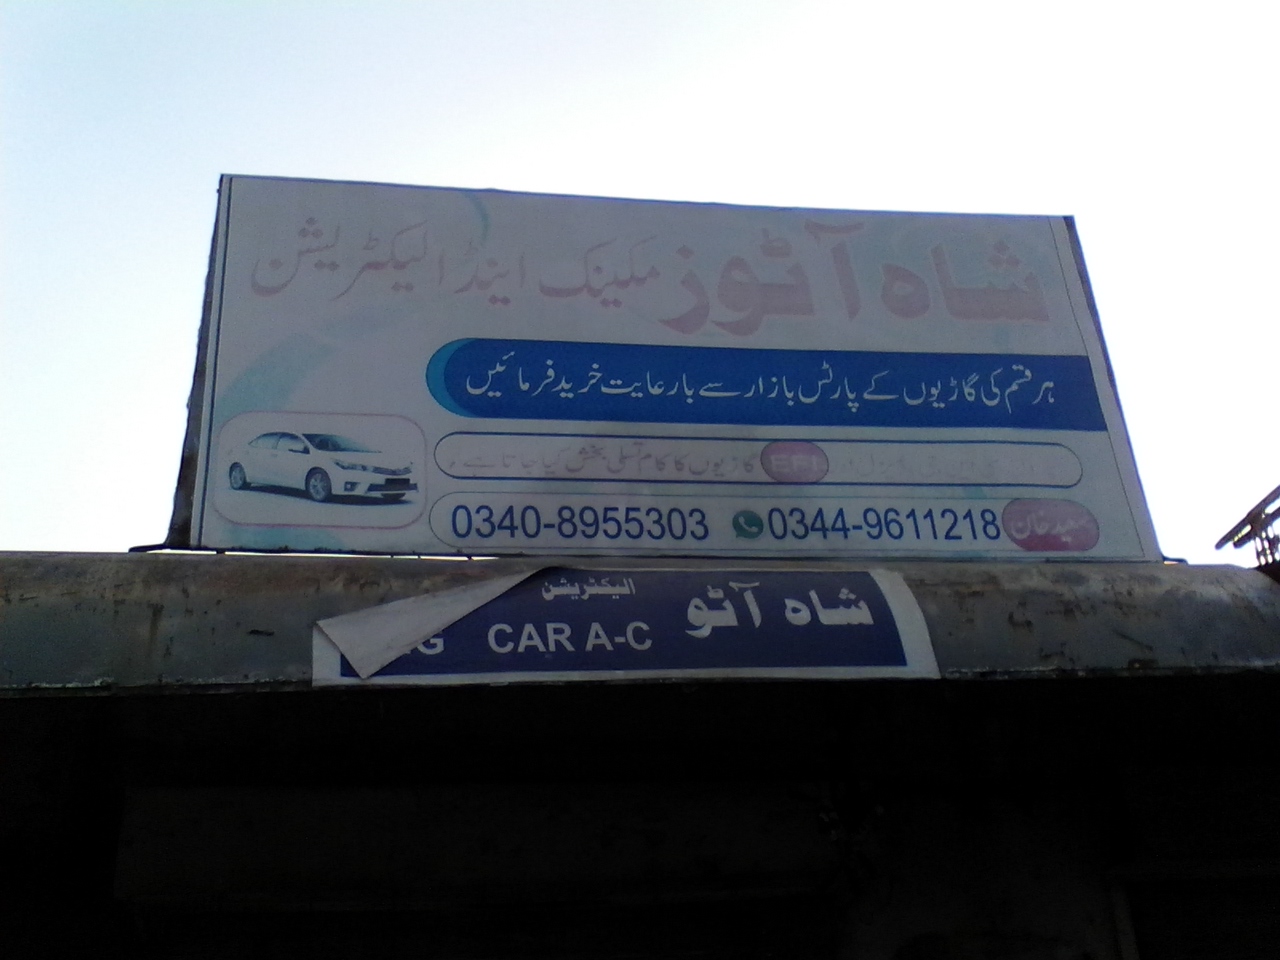 شاہ آٹوز مکینک اینڈ الیکٹریشن
ہر قسم کی گاڑیوں کے پارٹس بازار سے بارعایت خرید فرمائیں
EFI گاڑیوں کا کام تسلی بخش کیا جاتا ہے۔
سعید خان 0344-9611218 0340-8955303
شاہ آٹو الیکٹریشن
CAR A-C